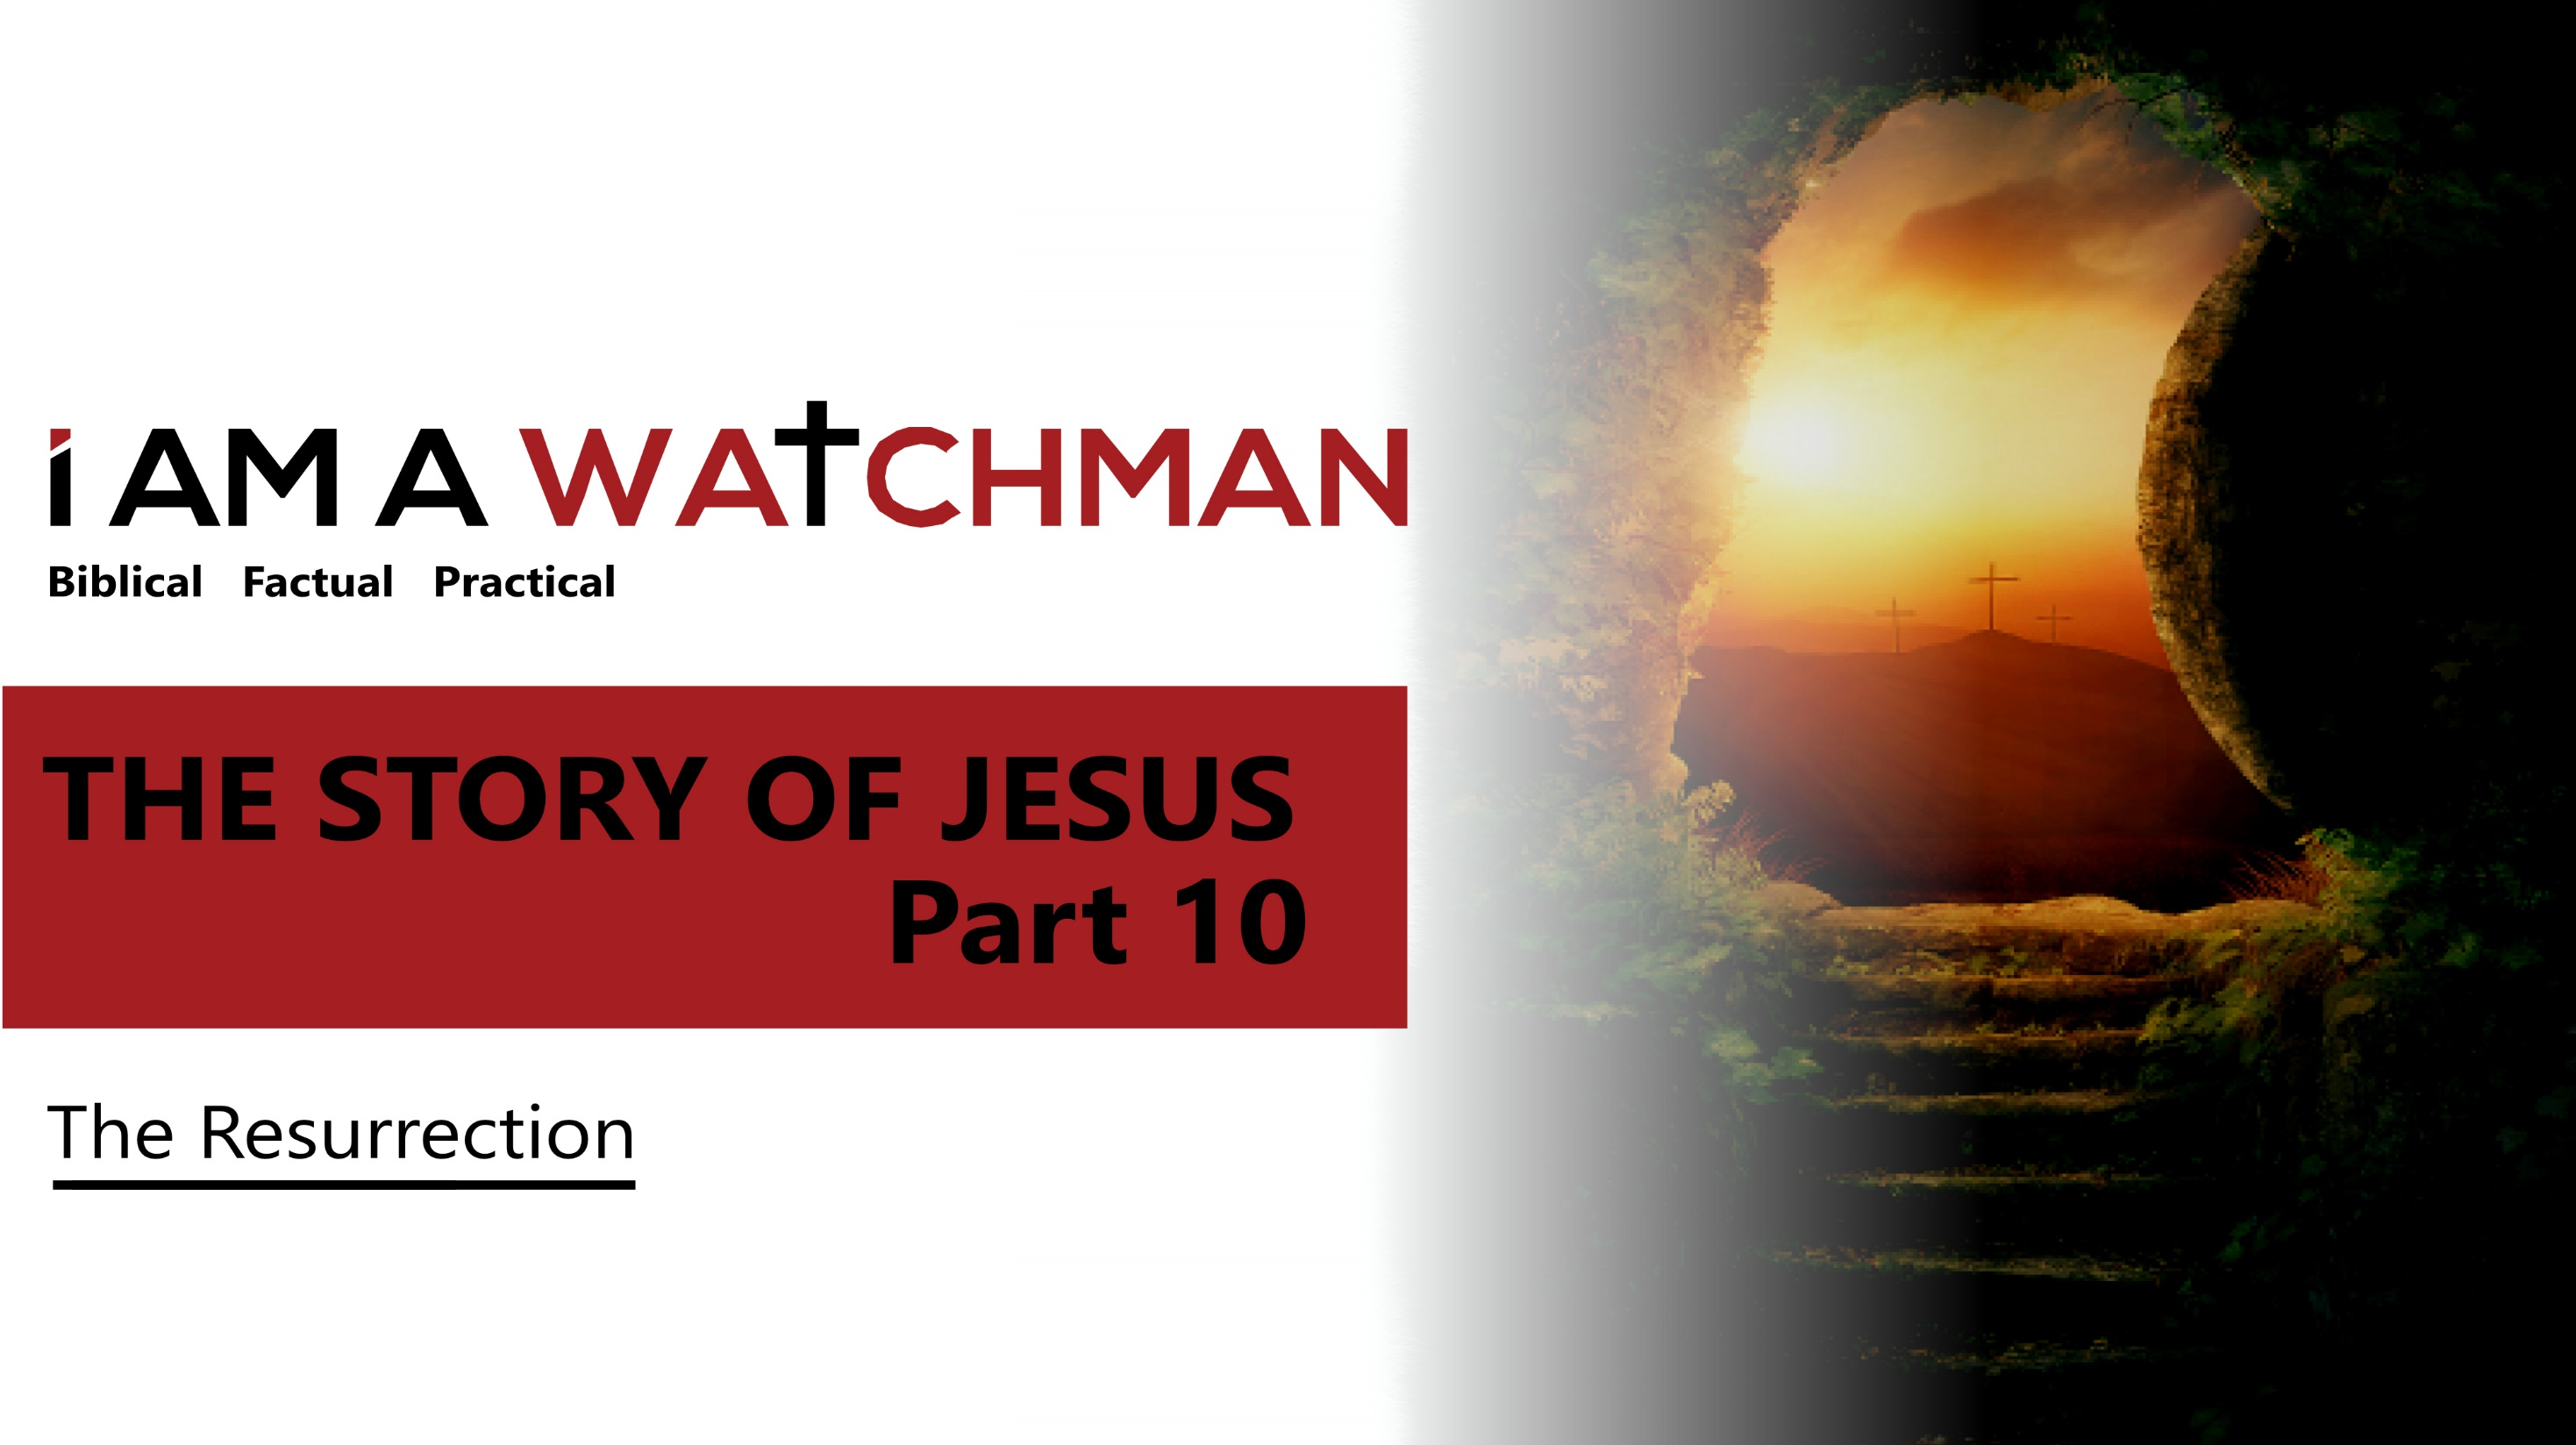 I AM A WATCHMAN
Biblical Factual Practical
THE STORY OF JESUS
Part 10
The Resurrection